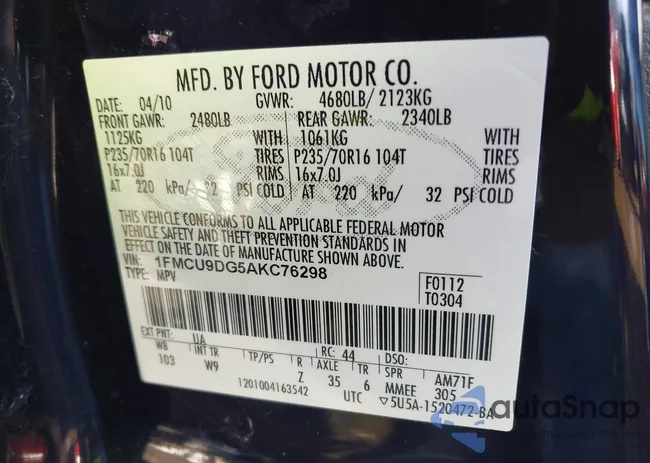 MFD. BY FORD MOTOR CO.
DATE: 04/10 GVWR: 4680LB/ 2123KG
FRONT GAWR: 2480LB REAR GAWR: 2340LB
1125KG WITH 1061KG WITH
P235/70R16 104T TIRES P235/70R16 104T TIRES
16x7.0J RIMS 16x7.0J RIMS
AT 220 kPa/ 32 PSI COLD AT 220 kPa/ 32 PSI COLD
THIS VEHICLE CONFORMS TO ALL APPLICABLE FEDERAL MOTOR
VEHICLE SAFETY AND THEFT PREVENTION STANDARDS IN
EFFECT ON THE DATE OF MANUFACTURE SHOWN ABOVE.
VIN: 1FMCU9DG5AKC76298
TYPE: MPV
F0112
T0304
EXT PNT: UA RC: 44 DSO:
WB INT TR TP/PS R AXLE TR SPR AM71F
103 W9 Z 35 6 MMEE 305
1201004163542 UTC ▽5U5A-1520472-BA
autoSnap